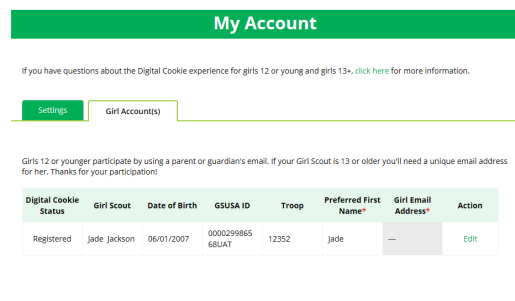 My Account
If you have questions about the Digital Cookie experience for girls 12 or young and girls 13+, click here for more information.
Settings
Girl Account(s)
Girls 12 or younger participate by using a parent or guardian's email. If your Girl Scout is 13 or older you'll need a unique email address
for her. Thanks for your participation!
Digital Cookie Status Girl Scout Date of Birth GSUSA ID Troop Preferred First Name* Girl Email Address* Action
Registered Jade Jackson 06/01/2007 0000299865 68UAT 12352 Jade --- Edit